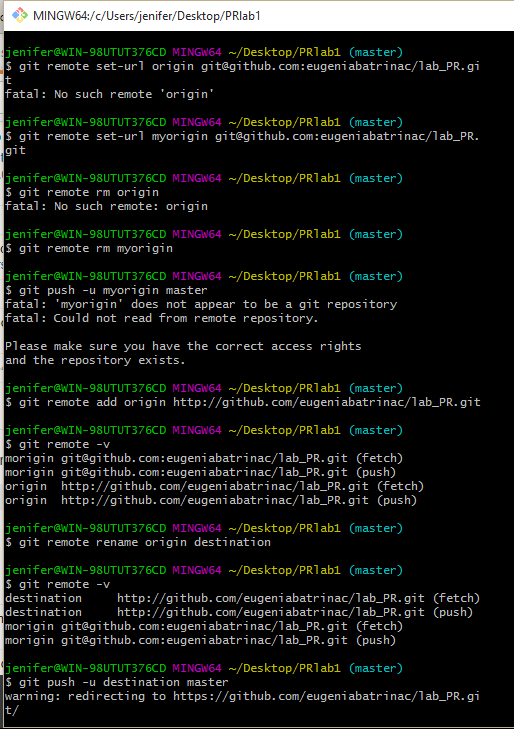 MINGW64:/c/Users/jenifer/Desktop/PRlab1
jenifer@WIN-98UTUT376CD MINGW64 ~/Desktop/PRlab1 (master)
$ git remote set-url origin git@github.com:eugeniabatrinac/lab_PR.gi
t
fatal: No such remote 'origin'
jenifer@WIN-98UTUT376CD MINGW64 ~/Desktop/PRlab1 (master)
$ git remote set-url myorigin git@github.com:eugeniabatrinac/lab_PR.
git
jenifer@WIN-98UTUT376CD MINGW64 ~/Desktop/PRlab1 (master)
$ git remote rm origin
fatal: No such remote: origin
jenifer@WIN-98UTUT376CD MINGW64 ~/Desktop/PRlab1 (master)
$ git remote rm myorigin
jenifer@WIN-98UTUT376CD MINGW64 ~/Desktop/PRlab1 (master)
$ git push -u myorigin master
fatal: 'myorigin' does not appear to be a git repository
fatal: Could not read from remote repository.
Please make sure you have the correct access rights
and the repository exists.
jenifer@WIN-98UTUT376CD MINGW64 ~/Desktop/PRlab1 (master)
$ git remote add origin http://github.com/eugeniabatrinac/lab_PR.git
jenifer@WIN-98UTUT376CD MINGW64 ~/Desktop/PRlab1 (master)
$ git remote -v
morigin git@github.com:eugeniabatrinac/lab_PR.git (fetch)
morigin git@github.com:eugeniabatrinac/lab_PR.git (push)
origin  http://github.com/eugeniabatrinac/lab_PR.git (fetch)
origin  http://github.com/eugeniabatrinac/lab_PR.git (push)
jenifer@WIN-98UTUT376CD MINGW64 ~/Desktop/PRlab1 (master)
$ git remote rename origin destination
jenifer@WIN-98UTUT376CD MINGW64 ~/Desktop/PRlab1 (master)
$ git remote -v
destination     http://github.com/eugeniabatrinac/lab_PR.git (fetch)
destination     http://github.com/eugeniabatrinac/lab_PR.git (push)
morigin git@github.com:eugeniabatrinac/lab_PR.git (fetch)
morigin git@github.com:eugeniabatrinac/lab_PR.git (push)
jenifer@WIN-98UTUT376CD MINGW64 ~/Desktop/PRlab1 (master)
$ git push -u destination master
warning: redirecting to https://github.com/eugeniabatrinac/lab_PR.gi
t/